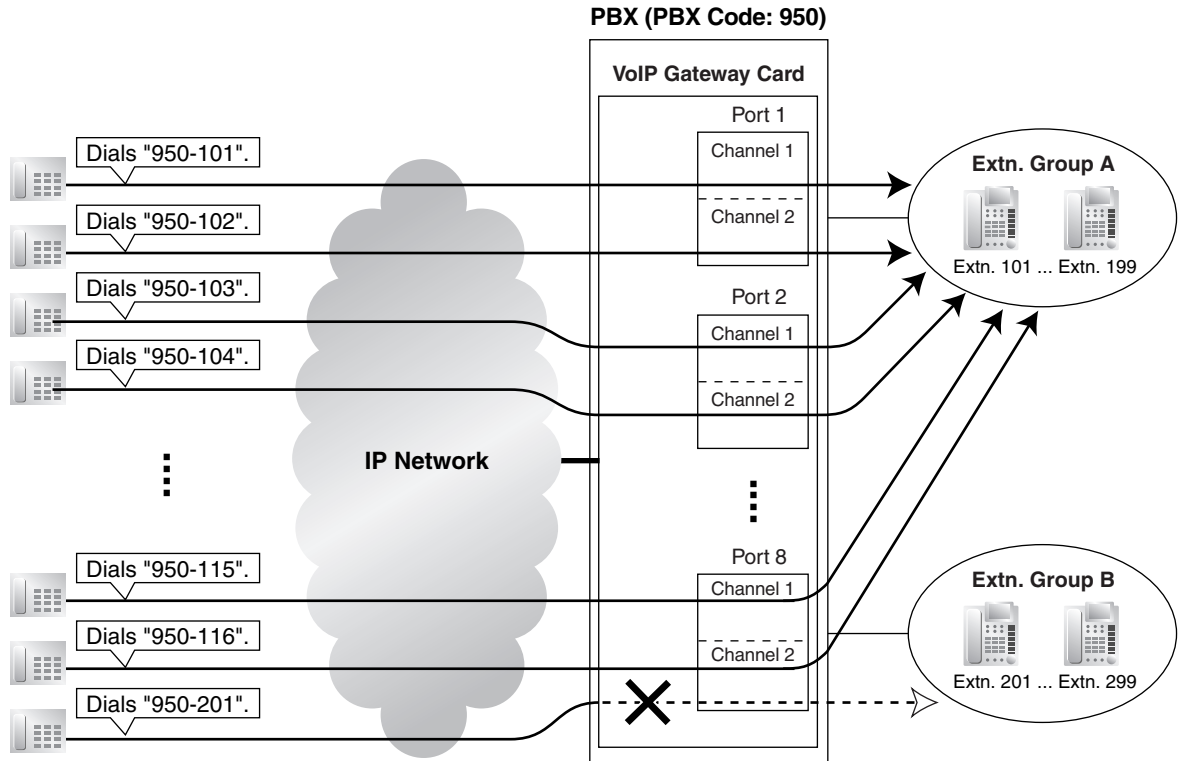 PBX (PBX Code: 950)
VoIP Gateway Card
Port 1
Dials "950-101".
Channel 1
Extn. Group A
Dials "950-102".
Channel 2
Extn. 101 ... Extn. 199
Dials "950-103".
Port 2
Channel 1
Dials "950-104".
Channel 2
IP Network
Port 8
Dials "950-115".
Channel 1
Extn. Group B
Dials "950-116".
Channel 2
Extn. 201 ... Extn. 299
Dials "950-201".